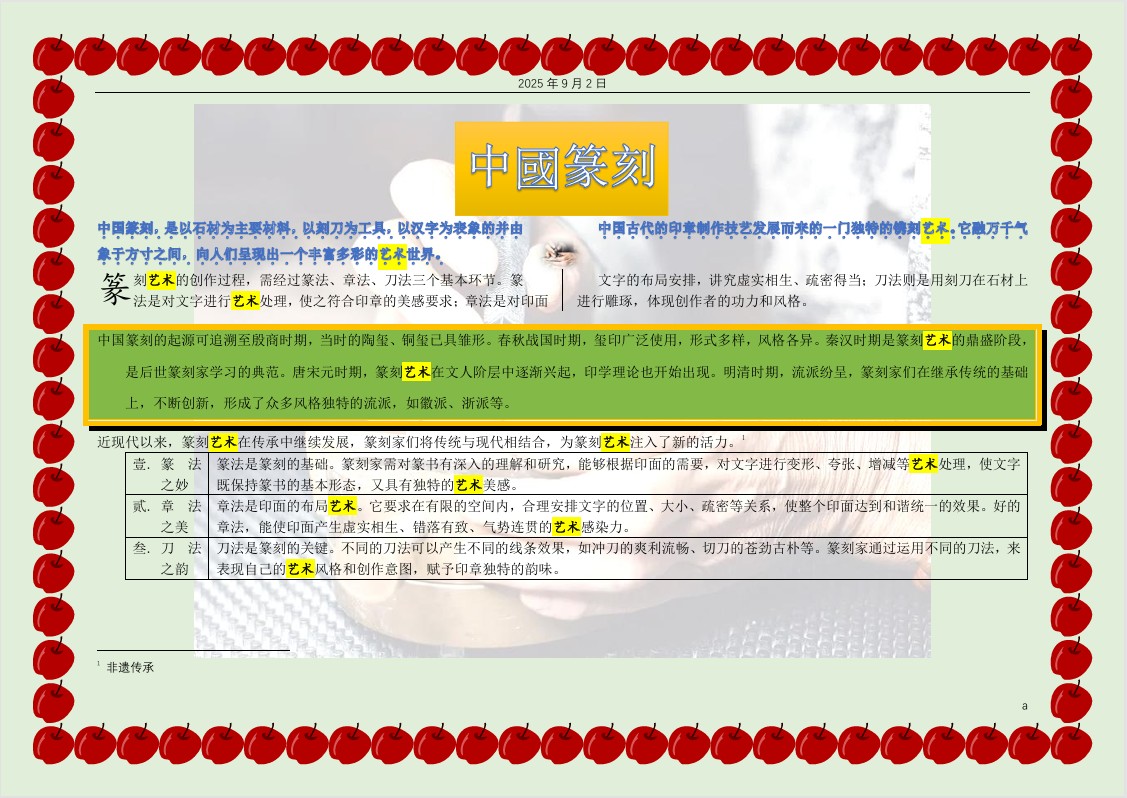 2025年9月2日
中國篆刻
中国篆刻，是以石材为主要材料，以刻刀为工具，以汉字为表象的并由
中国古代的印章制作技艺发展而来的一门独特的镌刻艺术。它融万千气
象于方寸之间，向人们呈现出一个丰富多彩的艺术世界。
篆刻艺术的创作过程，需经过篆法、章法、刀法三个基本环节。篆
法是对文字进行艺术处理，使之符合印章的美感要求；章法是对印面
文字的布局安排，讲究虚实相生、疏密得当；刀法则是用刻刀在石材上
进行雕琢，体现创作者的功力和风格。
中国篆刻的起源可追溯至殷商时期，当时的陶玺、铜玺已具雏形。春秋战国时期，玺印广泛使用，形式多样，风格各异。秦汉时期是篆刻艺术的鼎盛阶段，
是后世篆刻家学习的典范。唐宋元时期，篆刻艺术在文人阶层中逐渐兴起，印学理论也开始出现。明清时期，流派纷呈，篆刻家们在继承传统的基础
上，不断创新，形成了众多风格独特的流派，如徽派、浙派等。
近现代以来，篆刻艺术在传承中继续发展，篆刻家们将传统与现代相结合，为篆刻艺术注入了新的活力。1
壹. 篆法
之妙
篆法是篆刻的基础。篆刻家需对篆书有深入的理解和研究，能够根据印面的需要，对文字进行变形、夸张、增减等艺术处理，使文字
既保持篆书的基本形态，又具有独特的艺术美感。
贰. 章法
之美
章法是印面的布局艺术。它要求在有限的空间内，合理安排文字的位置、大小、疏密等关系，使整个印面达到和谐统一的效果。好的
章法，能使印面产生虚实相生、错落有致、气势连贯的艺术感染力。
叁. 刀法
之韵
刀法是篆刻的关键。不同的刀法可以产生不同的线条效果，如冲刀的爽利流畅、切刀的苍劲古朴等。篆刻家通过运用不同的刀法，来
表现自己的艺术风格和创作意图，赋予印章独特的韵味。
1 非遗传承
a